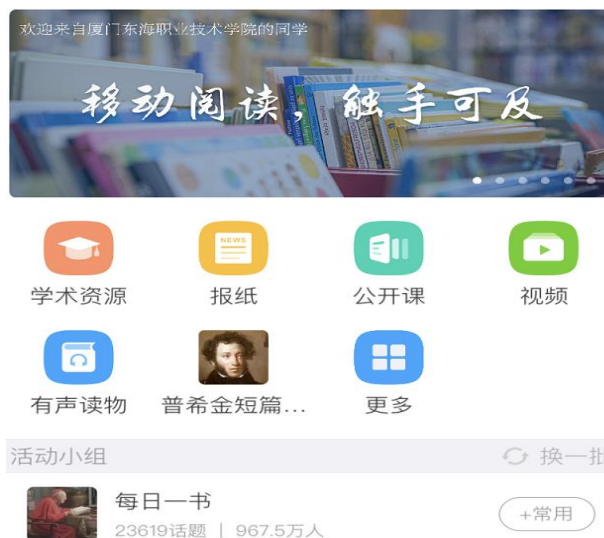 欢迎来自厦门东海职业技术学院的同学
移动阅读，触手可及
NEWS
学术资源 报纸 公开课 视频
有声读物 普希金短篇... 更多
活动小组 换一批
每日一书
+常用
23619话题 | 967.5万人